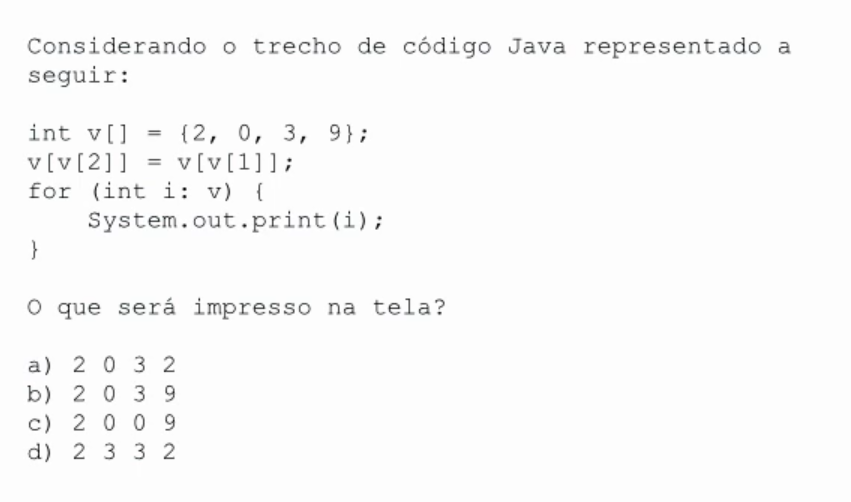 Considerando o trecho de código Java representado a
seguir:
int v[] = {2, 0, 3, 9};
v[v[2]] = v[v[1]];
for (int i: v) {
    System.out.print(i);
}
O que será impresso na tela?
a) 2 0 3 2
b) 2 0 3 9
c) 2 0 0 9
d) 2 3 3 2